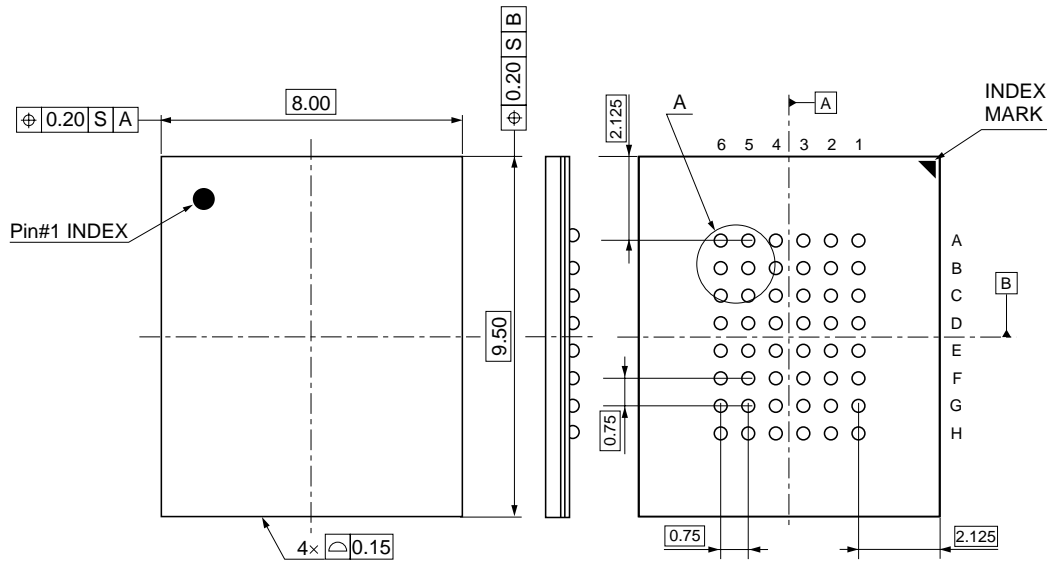 ⌖ 0.20 S A
8.00
⌖ 0.20 S B
Pin#1 INDEX
9.50
4× ⌓ 0.15
A
A
INDEX
MARK
2.125
6 5 4 3 2 1
A
B
C
D
E
F
G
H
B
0.75
0.75
2.125